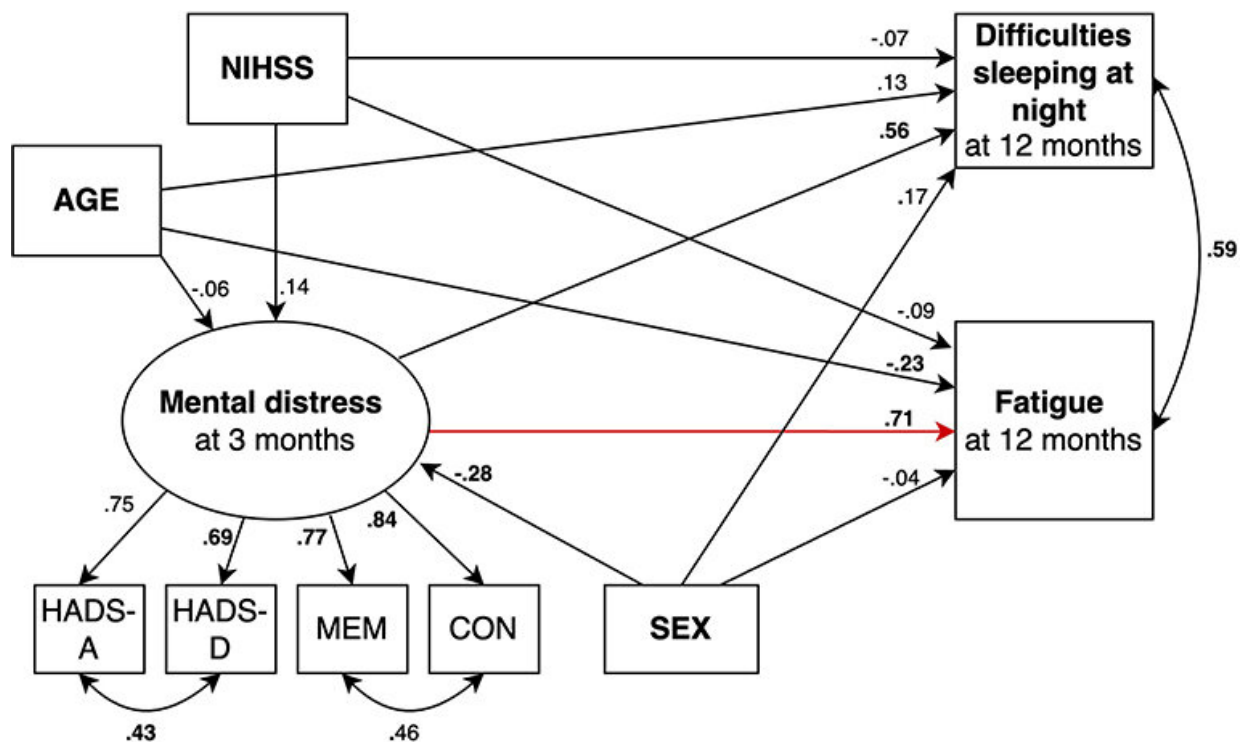 NIHSS
-.07
Difficulties
sleeping at
night
at 12 months
.13
.56
AGE
.17
.59
-.06
.14
-.09
-.23
Mental distress
at 3 months
.71
Fatigue
at 12 months
-.28
-.04
.75
.69
.77
.84
HADS-
A
HADS-
D
MEM
CON
SEX
.43
.46